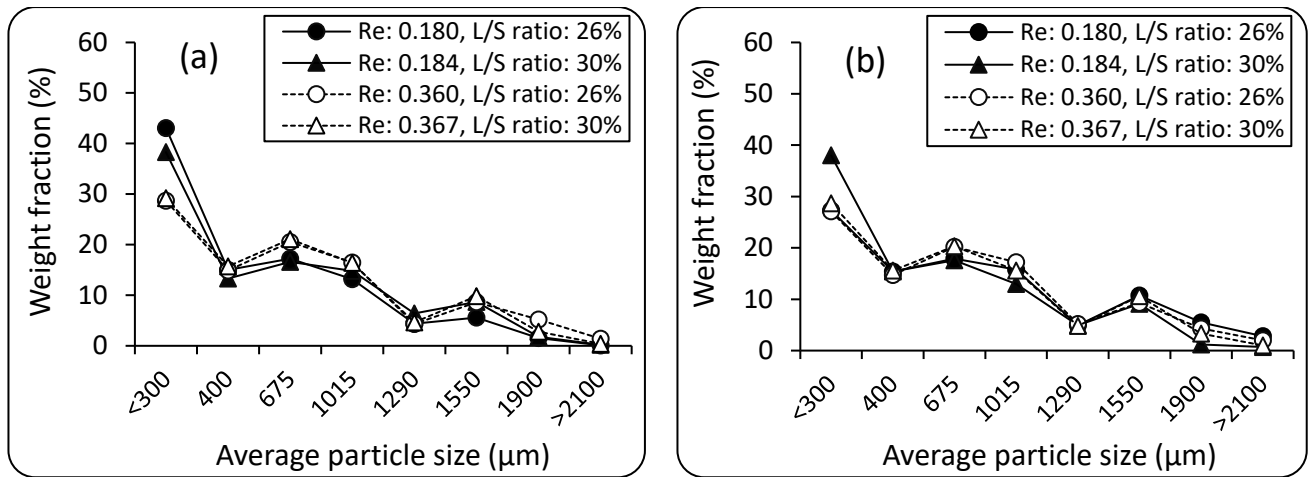 (a)
Re: 0.180, L/S ratio: 26%
Re: 0.184, L/S ratio: 30%
Re: 0.360, L/S ratio: 26%
Re: 0.367, L/S ratio: 30%
Weight fraction (%)
60
50
40
30
20
10
0
<300
400
675
1015
1290
1550
1900
>2100
Average particle size (μm)
(b)
Re: 0.180, L/S ratio: 26%
Re: 0.184, L/S ratio: 30%
Re: 0.360, L/S ratio: 26%
Re: 0.367, L/S ratio: 30%
Weight fraction (%)
60
50
40
30
20
10
0
<300
400
675
1015
1290
1550
1900
>2100
Average particle size (μm)